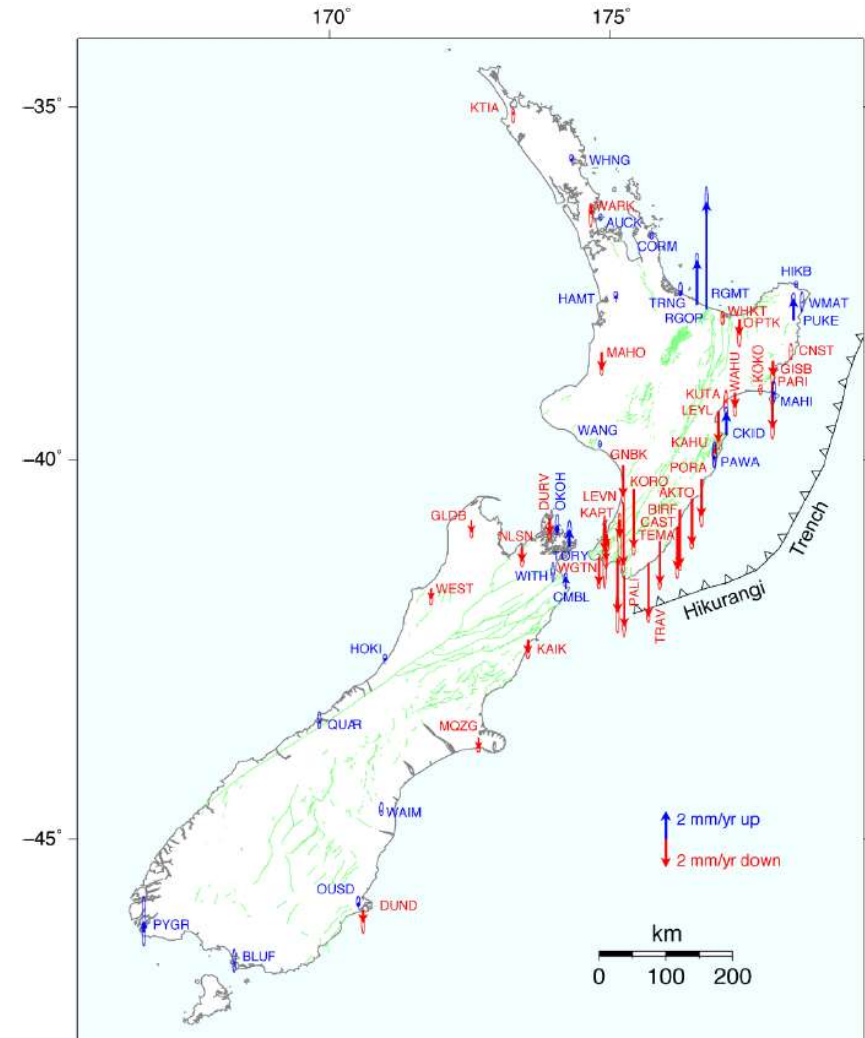 170° 175°
−35°
−40°
−45°
KTIA
WHNG
WARK
AUCK
CORM
HIKB
HAMT
TRNG
RGMT
WMAT
RGOP
WHKT
PUKE
OPTK
MAHO
WAHU
KOKO
CNST
GISB
PARI
KUTA
MAHI
LEYL
WANG
CKID
KAHU
GNBK
PAWA
PORA
DURV
OKOH
LEVN
KORO
AKTO
KAPT
BIRF
GLDB
CAST
NLSN
TORY
TEMA
WITH
WGTN
WEST
CMBL
PALI
TRAV
Hikurangi
Trench
HOKI
KAIK
QUAR
MQZG
WAIM
2 mm/yr up
2 mm/yr down
OUSD
DUND
PYGR
BLUF
km
0 100 200